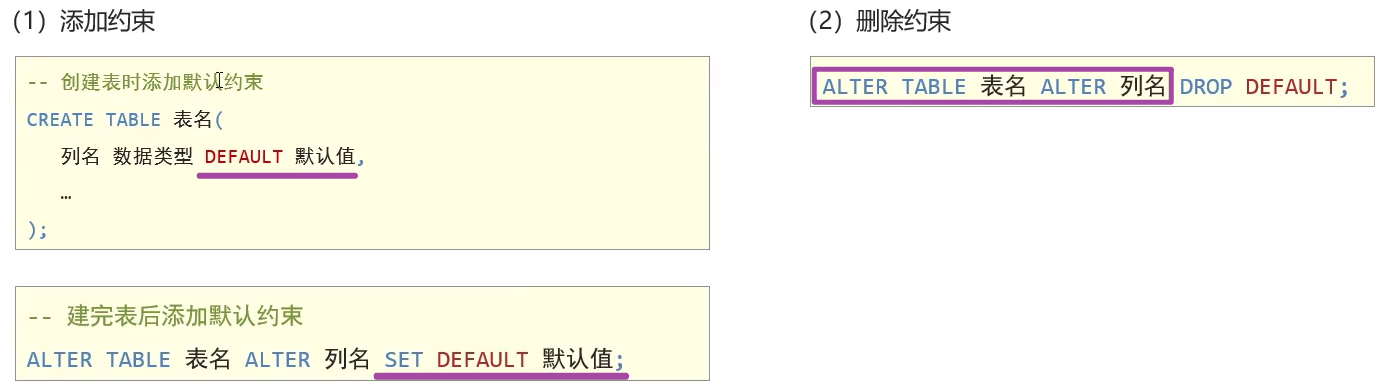 (1) 添加约束
-- 创建表时添加默认约束
CREATE TABLE 表名(
列名 数据类型 DEFAULT 默认值,
…
);
-- 建完表后添加默认约束
ALTER TABLE 表名 ALTER 列名 SET DEFAULT 默认值;
(2) 删除约束
ALTER TABLE 表名 ALTER 列名 DROP DEFAULT;